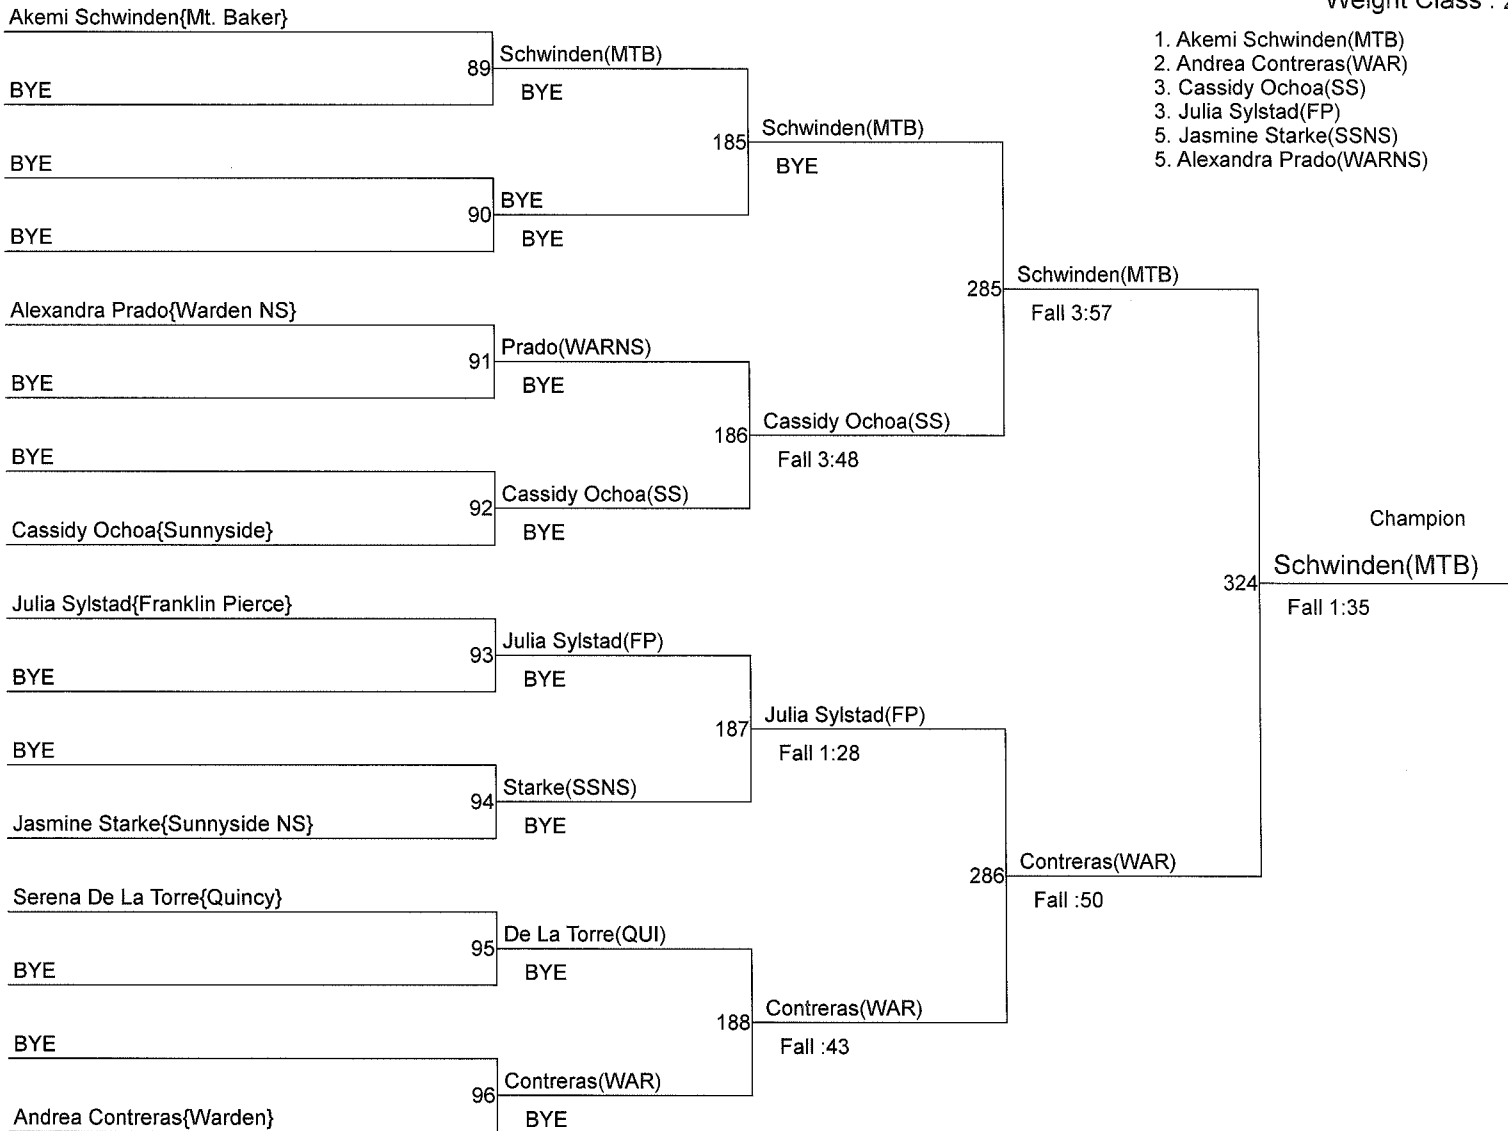 Weight Class : 2
1. Akemi Schwinden(MTB)
2. Andrea Contreras(WAR)
3. Cassidy Ochoa(SS)
3. Julia Sylstad(FP)
5. Jasmine Starke(SSNS)
5. Alexandra Prado(WARNS)
Akemi Schwinden{Mt. Baker}
89
Schwinden(MTB)
BYE
BYE
185
Schwinden(MTB)
BYE
BYE
90
BYE
BYE
BYE
285
Schwinden(MTB)
Fall 3:57
Alexandra Prado{Warden NS}
91
Prado(WARNS)
BYE
BYE
186
Cassidy Ochoa(SS)
Fall 3:48
BYE
92
Cassidy Ochoa(SS)
BYE
Cassidy Ochoa{Sunnyside}
Champion
324
Schwinden(MTB)
Fall 1:35
Julia Sylstad{Franklin Pierce}
93
Julia Sylstad(FP)
BYE
BYE
187
Julia Sylstad(FP)
Fall 1:28
BYE
94
Starke(SSNS)
BYE
Jasmine Starke{Sunnyside NS}
286
Contreras(WAR)
Fall :50
Serena De La Torre{Quincy}
95
De La Torre(QUI)
BYE
BYE
188
Contreras(WAR)
Fall :43
BYE
96
Contreras(WAR)
BYE
Andrea Contreras{Warden}